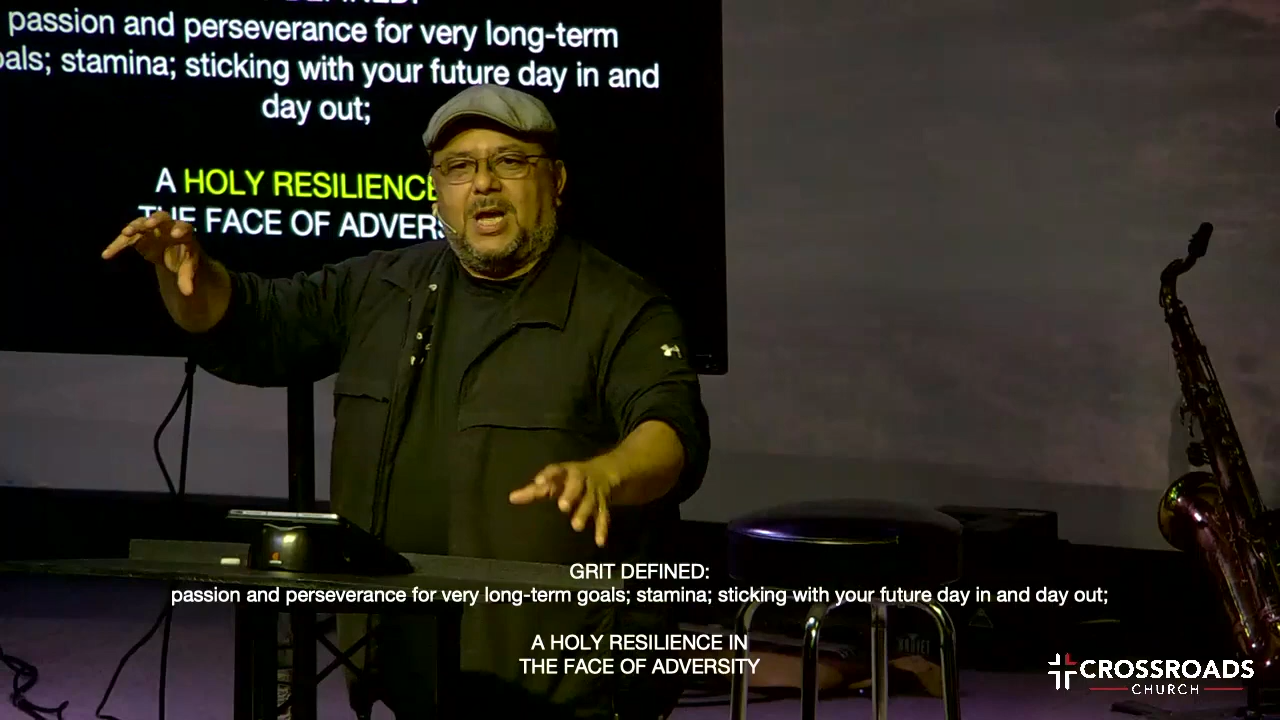 passion and perseverance for very long-term
stamina; sticking with your future day in and
day out;
A HOLY RESILIENCE
THE FACE OF
GRIT DEFINED:
passion and perseverance for very long-term goals; stamina; sticking with your future day in and day out;
A HOLY RESILIENCE IN
THE FACE OF ADVERSITY
CROSSROADS
CHURCH